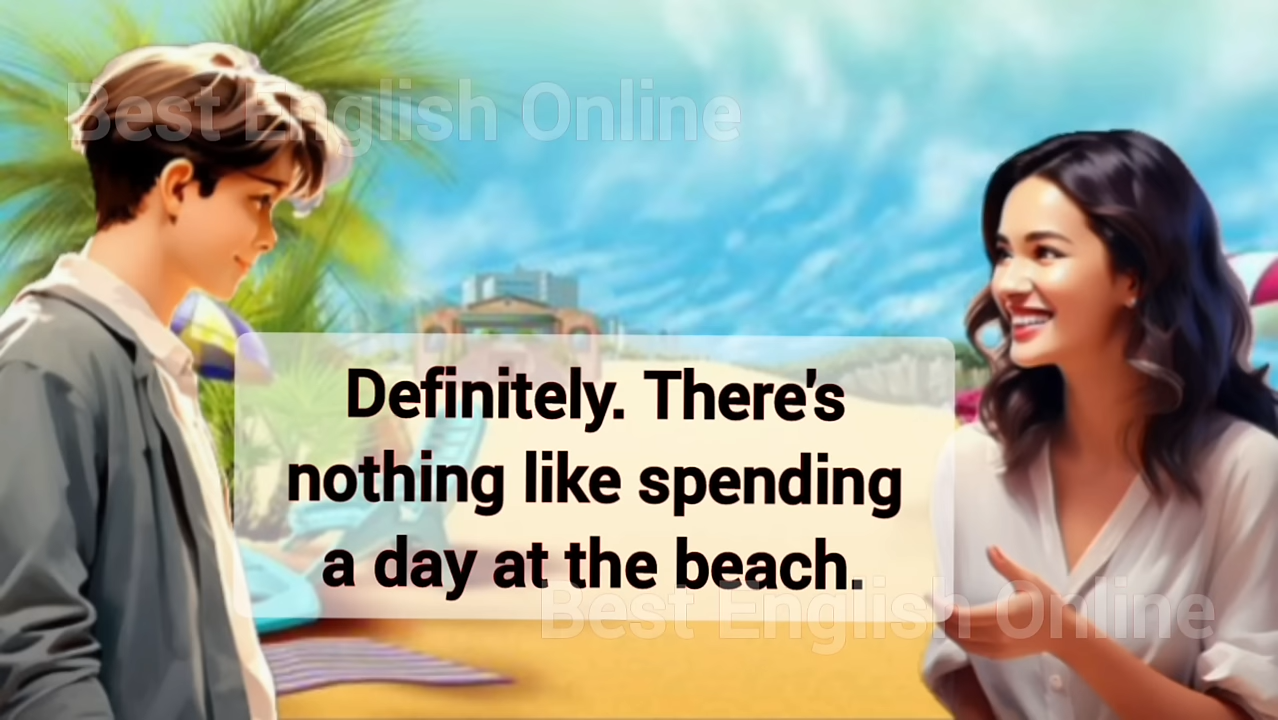 Best English Online
Definitely. There's
nothing like spending
a day at the beach.
Best English Online